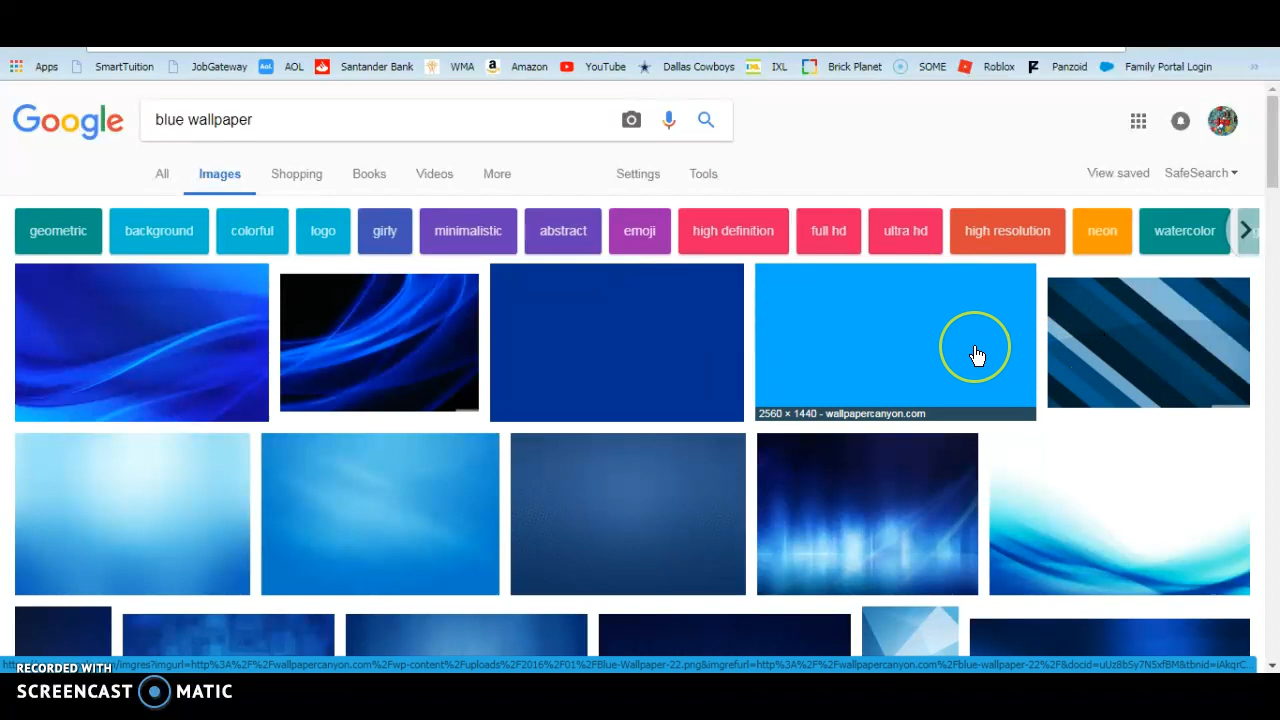 Apps SmartTuition JobGateway Aol AOL Santander Bank WMA Amazon YouTube Dallas Cowboys IXL IXL Brick Planet SOME Roblox Panzoid Family Portal Login »
Google blue wallpaper
All Images Shopping Books Videos More Settings Tools View saved SafeSearch
geometric background colorful logo girly minimalistic abstract emoji high definition full hd ultra hd high resolution neon watercolor
2560 × 1440 - wallpapercanyon.com
RECORDED WITH
SCREENCAST MATIC